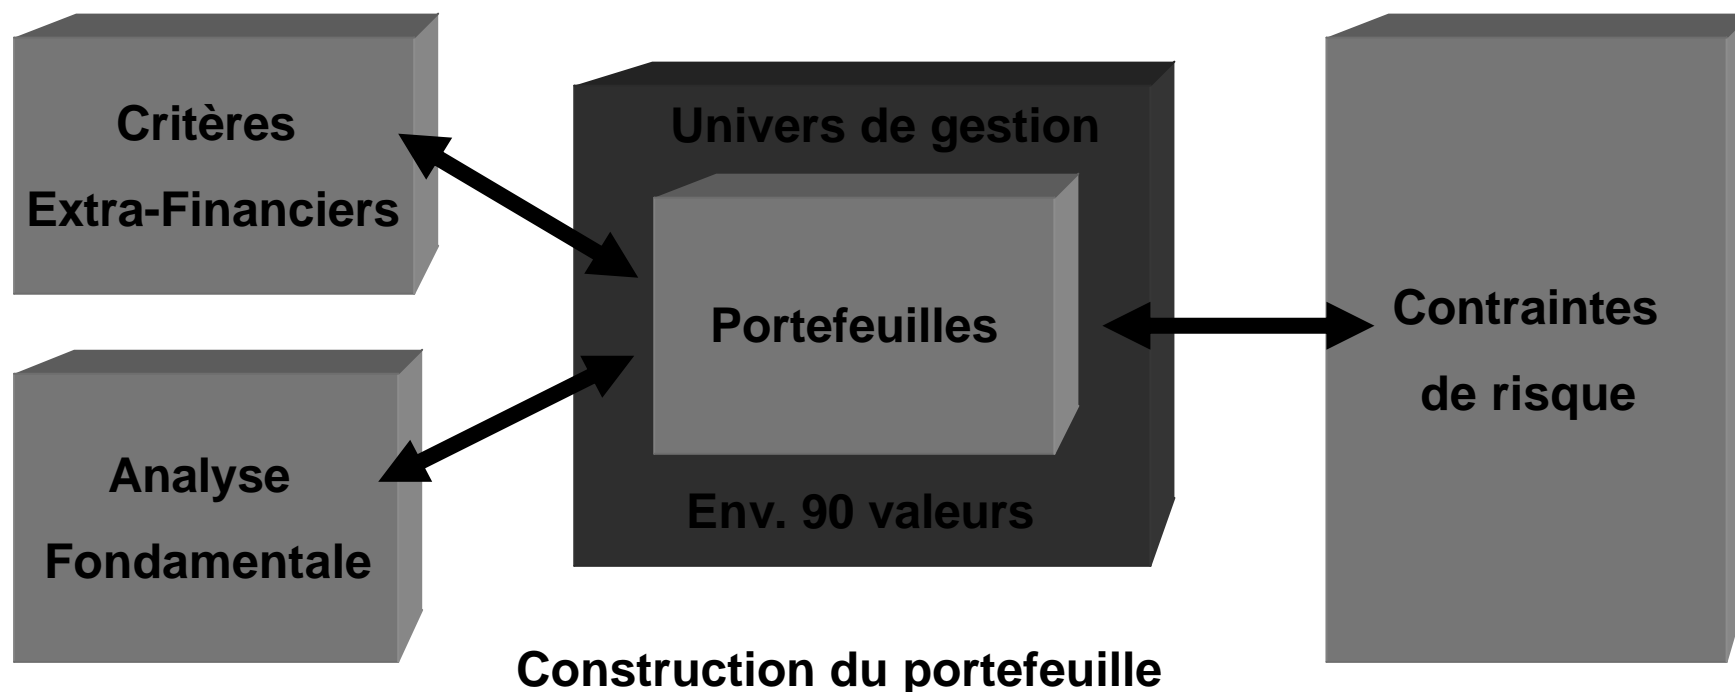 Critères
Extra-Financiers
Analyse
Fondamentale
Univers de gestion
Portefeuilles
Env. 90 valeurs
Contraintes
de risque
Construction du portefeuille